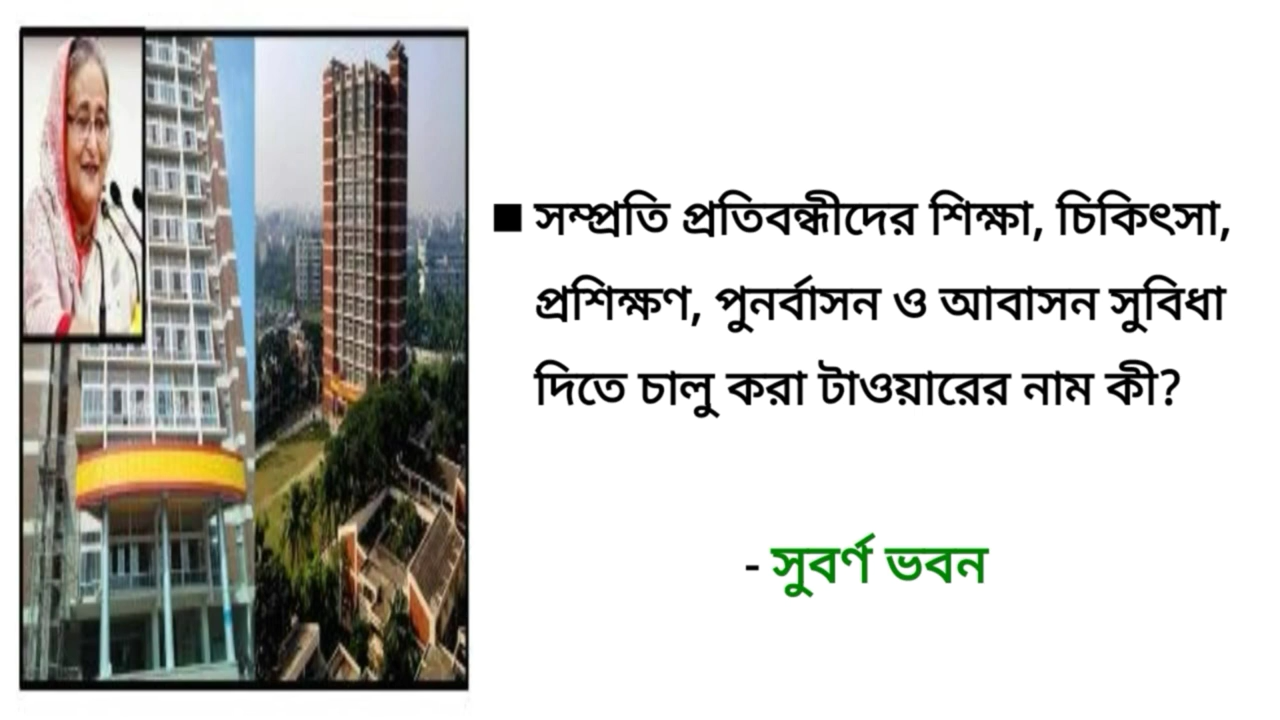 ■ সম্প্রতি প্রতিবন্ধীদের শিক্ষা, চিকিৎসা,
প্রশিক্ষণ, পুনর্বাসন ও আবাসন সুবিধা
দিতে চালু করা টাওয়ারের নাম কী?
- সুবর্ণ ভবন